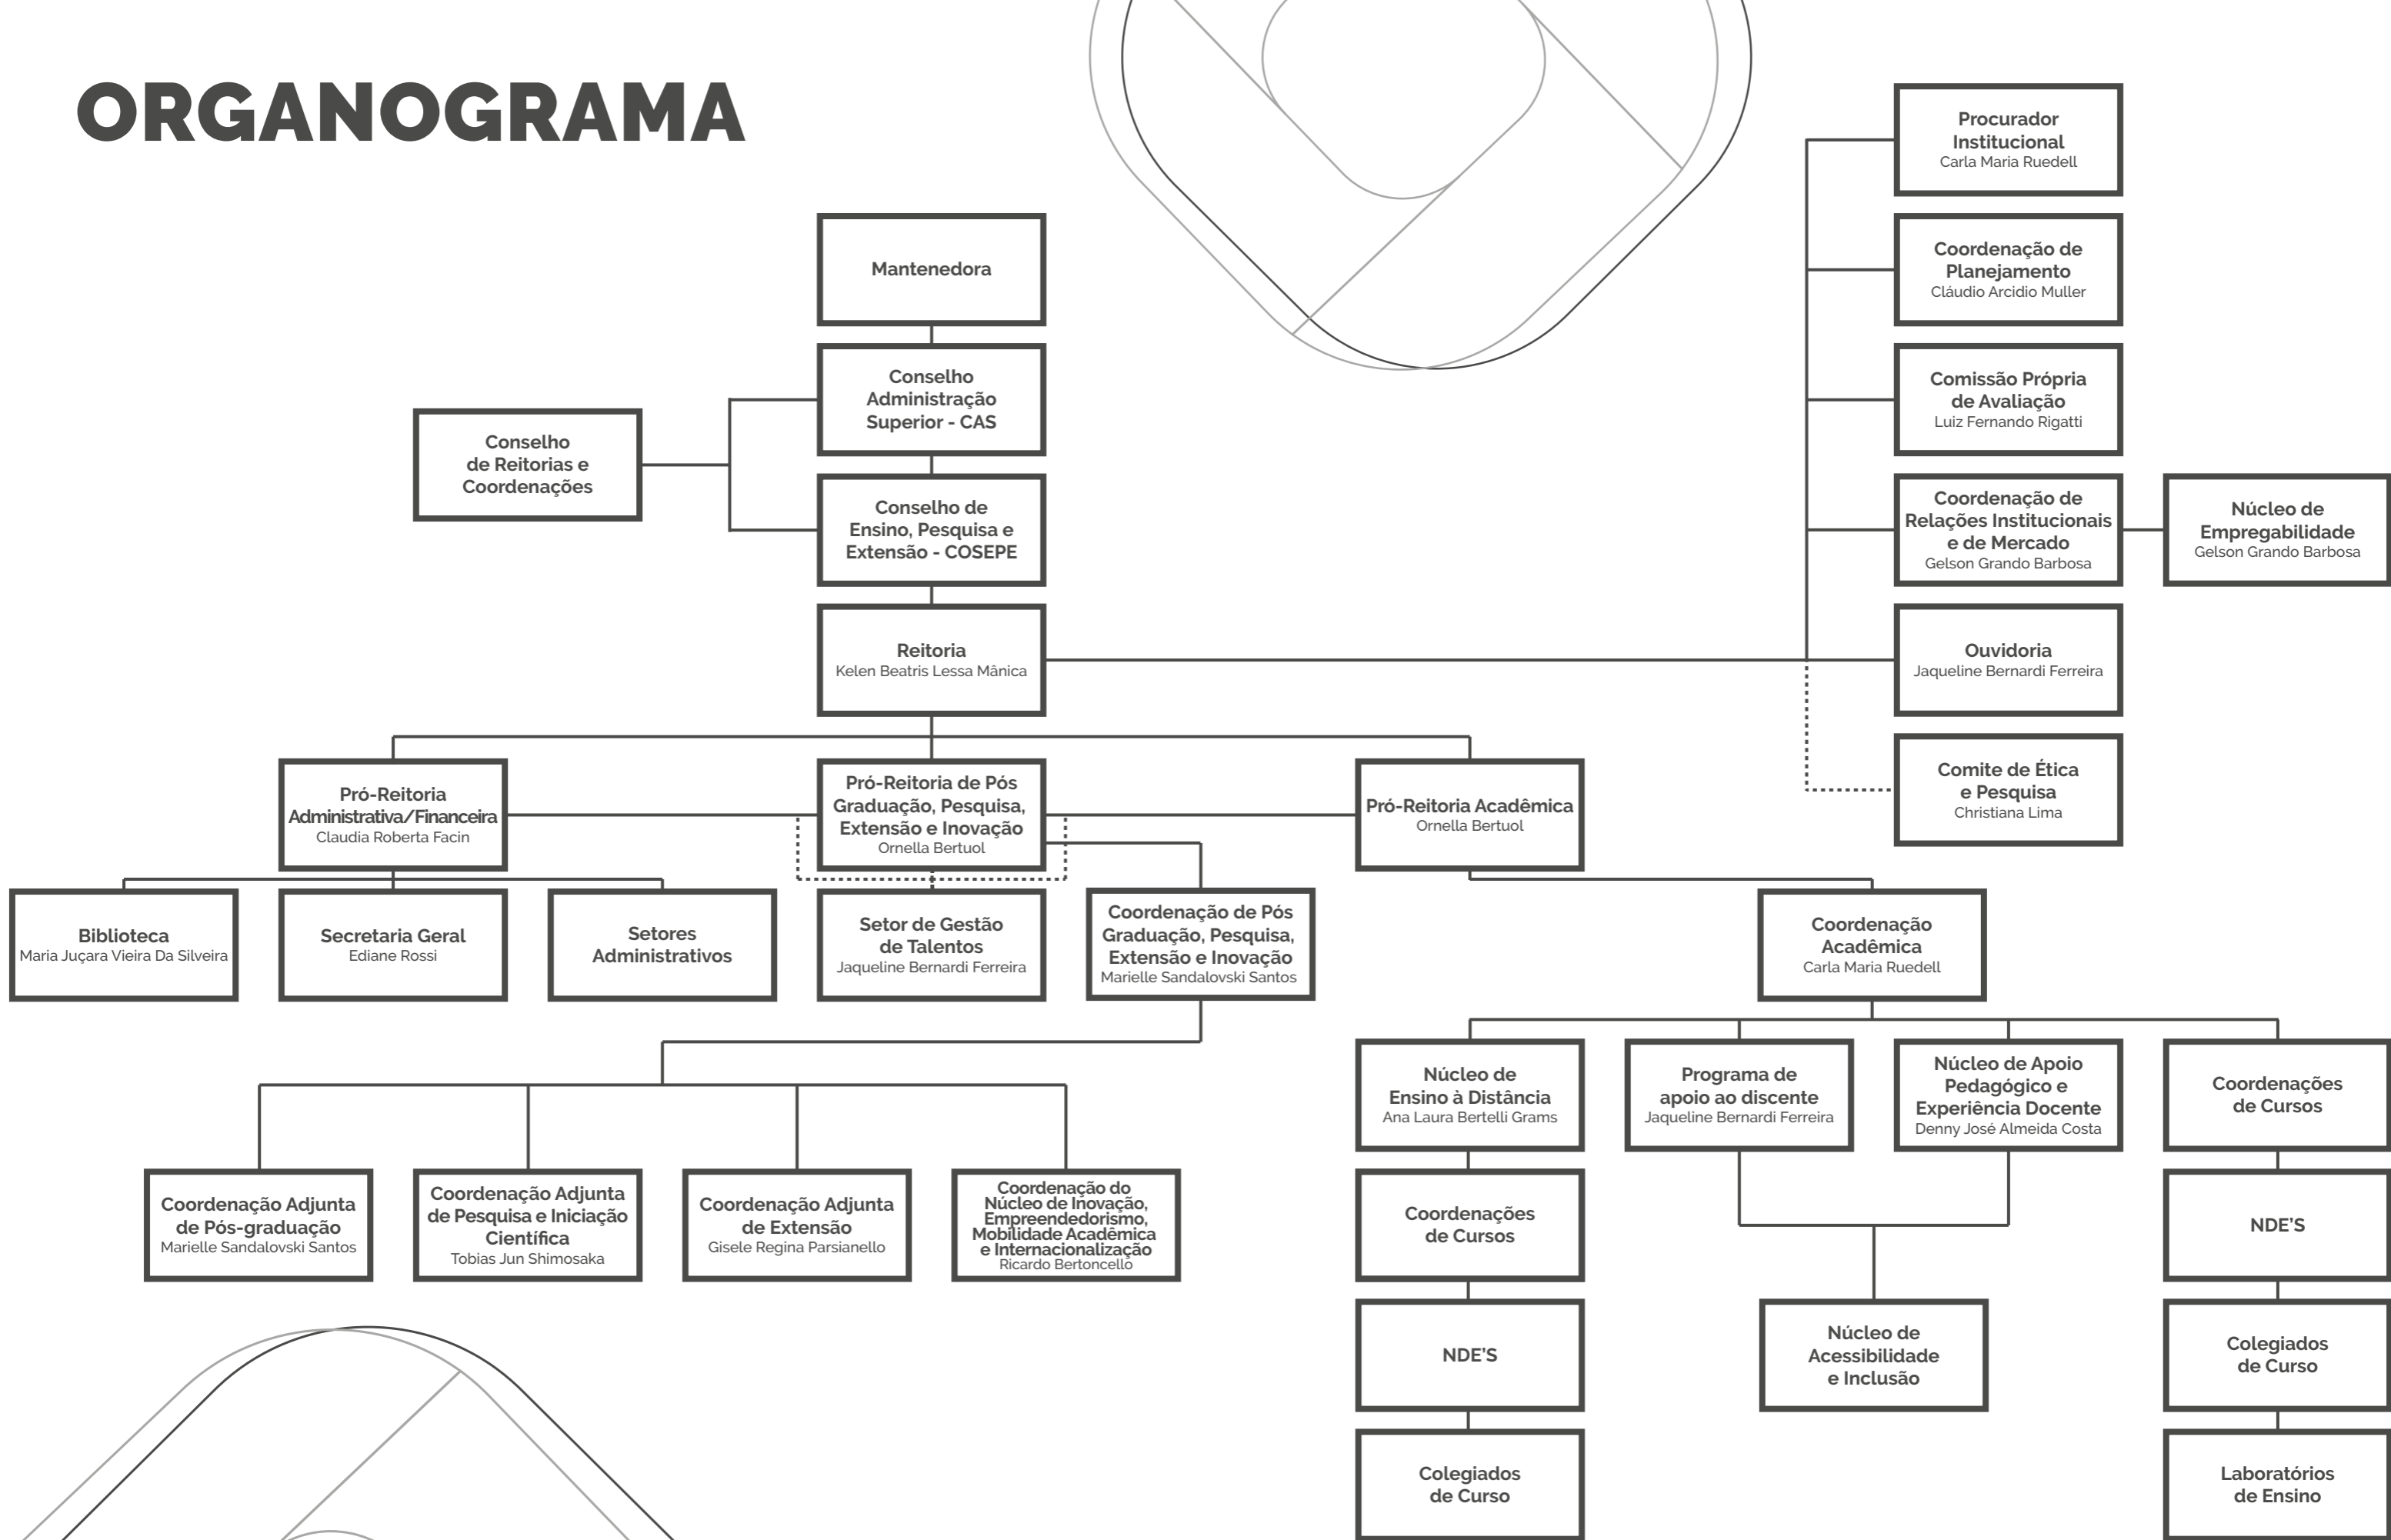 ORGANOGRAMA
Procurador
Institucional
Carla Maria Ruedell
Mantenedora
Coordenação de
Planejamento
Cláudio Arcidio Muller
Conselho
Administração
Superior - CAS
Comissão Própria
de Avaliação
Luiz Fernando Rigatti
Conselho
de Reitorias e
Coordenações
Conselho de
Ensino, Pesquisa e
Extensão - COSEPE
Coordenação de
Relações Institucionais
e de Mercado
Gelson Grando Barbosa
Núcleo de
Empregabilidade
Gelson Grando Barbosa
Reitoria
Kelen Beatris Lessa Mânica
Ouvidoria
Jaqueline Bernardi Ferreira
Pró-Reitoria
Administrativa/Financeira
Claudia Roberta Facin
Pró-Reitoria de Pós
Graduação, Pesquisa,
Extensão e Inovação
Ornella Bertuol
Pró-Reitoria Acadêmica
Ornella Bertuol
Comite de Ética
e Pesquisa
Christiana Lima
Biblioteca
Maria Juçara Vieira Da Silveira
Secretaria Geral
Ediane Rossi
Setores
Administrativos
Setor de Gestão
de Talentos
Jaqueline Bernardi Ferreira
Coordenação de Pós
Graduação, Pesquisa,
Extensão e Inovação
Marielle Sandalovski Santos
Coordenação
Acadêmica
Carla Maria Ruedell
Núcleo de
Ensino à Distância
Ana Laura Bertelli Grams
Programa de
apoio ao discente
Jaqueline Bernardi Ferreira
Núcleo de Apoio
Pedagógico e
Experiência Docente
Denny José Almeida Costa
Coordenações
de Cursos
Coordenação Adjunta
de Pós-graduação
Marielle Sandalovski Santos
Coordenação Adjunta
de Pesquisa e Iniciação
Científica
Tobias Jun Shimosaka
Coordenação Adjunta
de Extensão
Gisele Regina Parsianello
Coordenação do
Núcleo de Inovação,
Empreendedorismo,
Mobilidade Acadêmica
e Internacionalização
Ricardo Bertoncello
Coordenações
de Cursos
NDE'S
NDE'S
Núcleo de
Acessibilidade
e Inclusão
Colegiados
de Curso
Colegiados
de Curso
Laboratórios
de Ensino